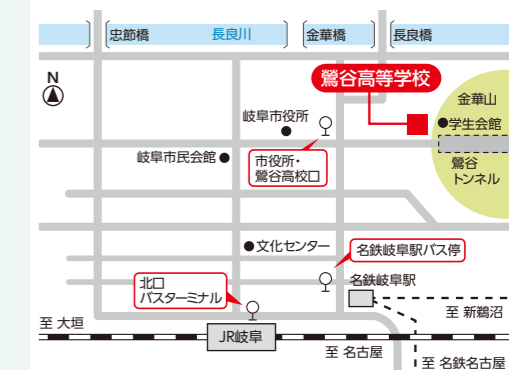 忠節橋
長良川
金華橋
長良橋
N
鶯谷高等学校
金華山
岐阜市役所
学生会館
岐阜市民会館
市役所・
鶯谷高校口
鶯谷
トンネル
文化センター
名鉄岐阜駅バス停
北口
バスターミナル
名鉄岐阜駅
至 新鵜沼
至 大垣
JR岐阜
至 名古屋
至 名鉄名古屋